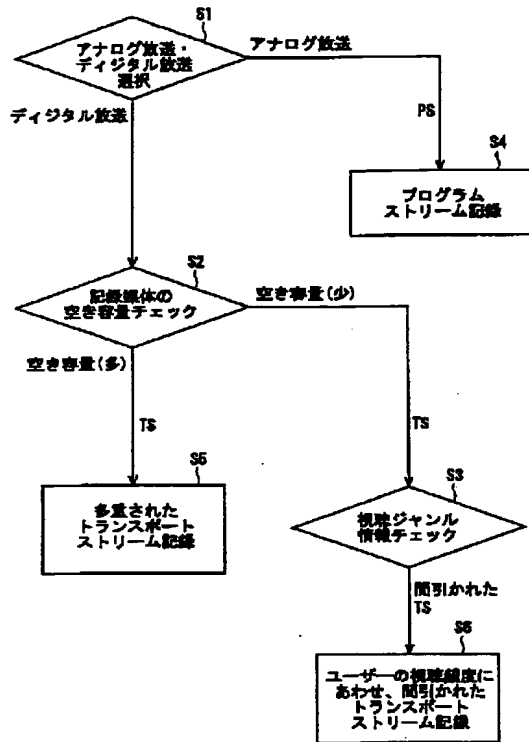 S1
アナログ放送・
ディジタル放送
選択
アナログ放送
ディジタル放送
PS
S4
プログラム
ストリーム記録
S2
記録媒体の
空き容量チェック
空き容量(少)
空き容量(多)
TS
TS
S5
多重された
トランスポート
ストリーム記録
S3
視聴ジャンル
情報チェック
間引かれた
TS
S6
ユーザーの視聴頻度に
あわせ、間引かれた
トランスポート
ストリーム記録